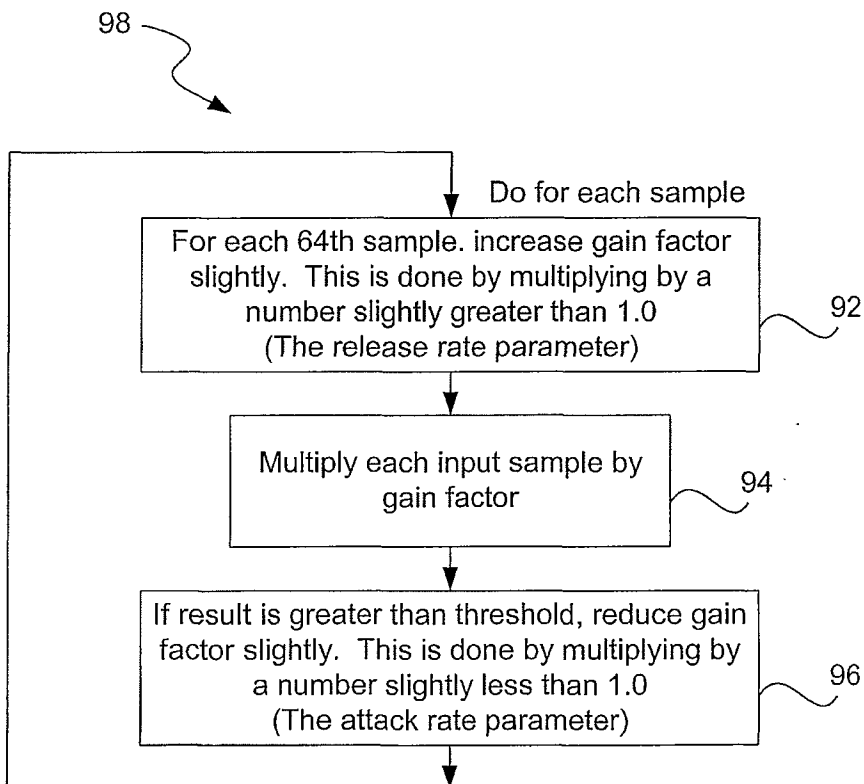 98
Do for each sample
For each 64th sample. increase gain factor
slightly. This is done by multiplying by a
number slightly greater than 1.0
(The release rate parameter)
92
Multiply each input sample by
gain factor
94
If result is greater than threshold, reduce gain
factor slightly. This is done by multiplying by
a number slightly less than 1.0
(The attack rate parameter)
96